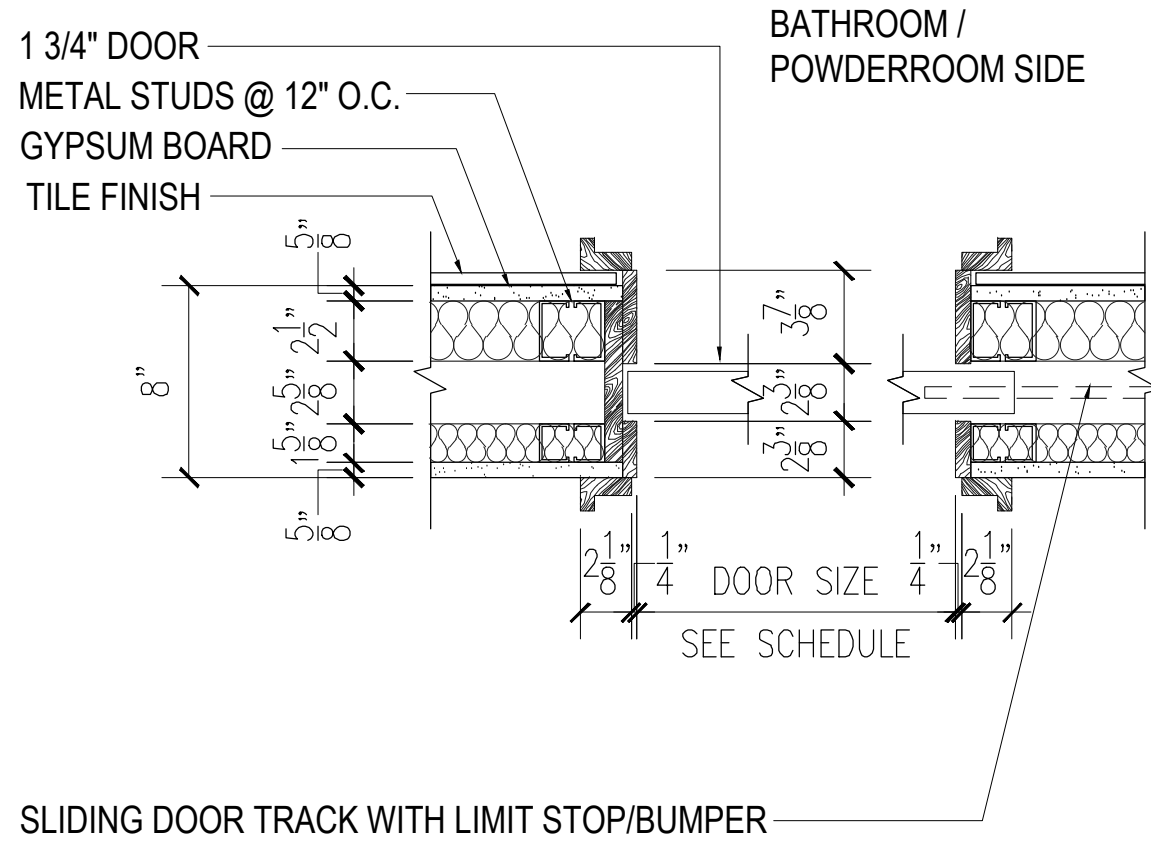 BATHROOM /
POWDERROOM SIDE
1 3/4" DOOR
METAL STUDS @ 12" O.C.
GYPSUM BOARD
TILE FINISH
5/8"
2 1/2"
2 5/8"
1 5/8"
5/8"
8"
3 7/8"
2 3/8"
2 3/8"
2 1/8" 1/4" DOOR SIZE 1/4" 2 1/8"
SEE SCHEDULE
SLIDING DOOR TRACK WITH LIMIT STOP/BUMPER